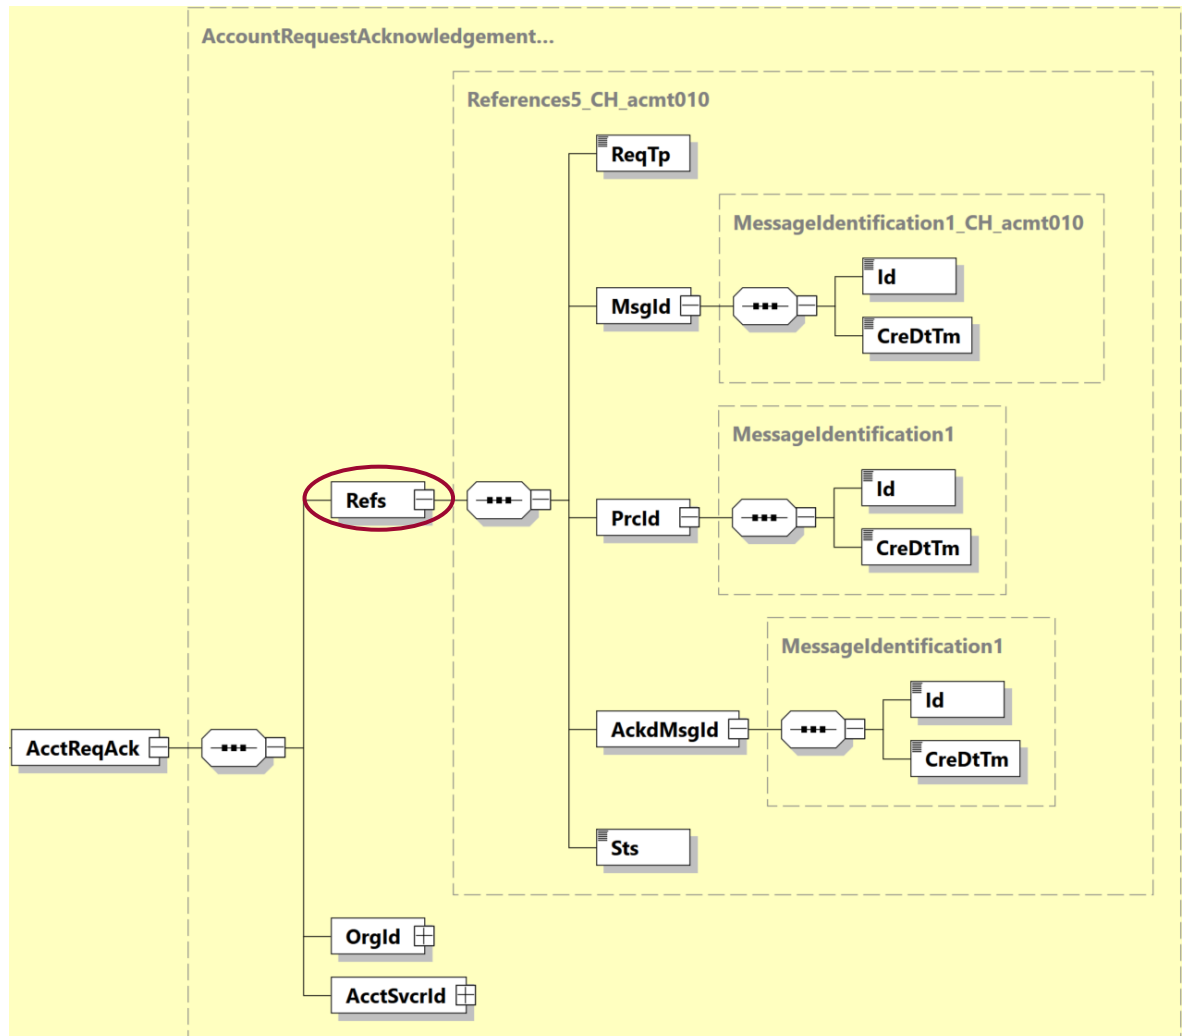 AccountRequestAcknowledgement...
References5_CH_acmt010
ReqTp
MessageIdentification1_CH_acmt010
Id
MsgId
CreDtTm
MessageIdentification1
Id
Refs
PrcId
CreDtTm
MessageIdentification1
Id
AckdMsgId
AcctReqAck
CreDtTm
Sts
OrgId
AcctSvcrId